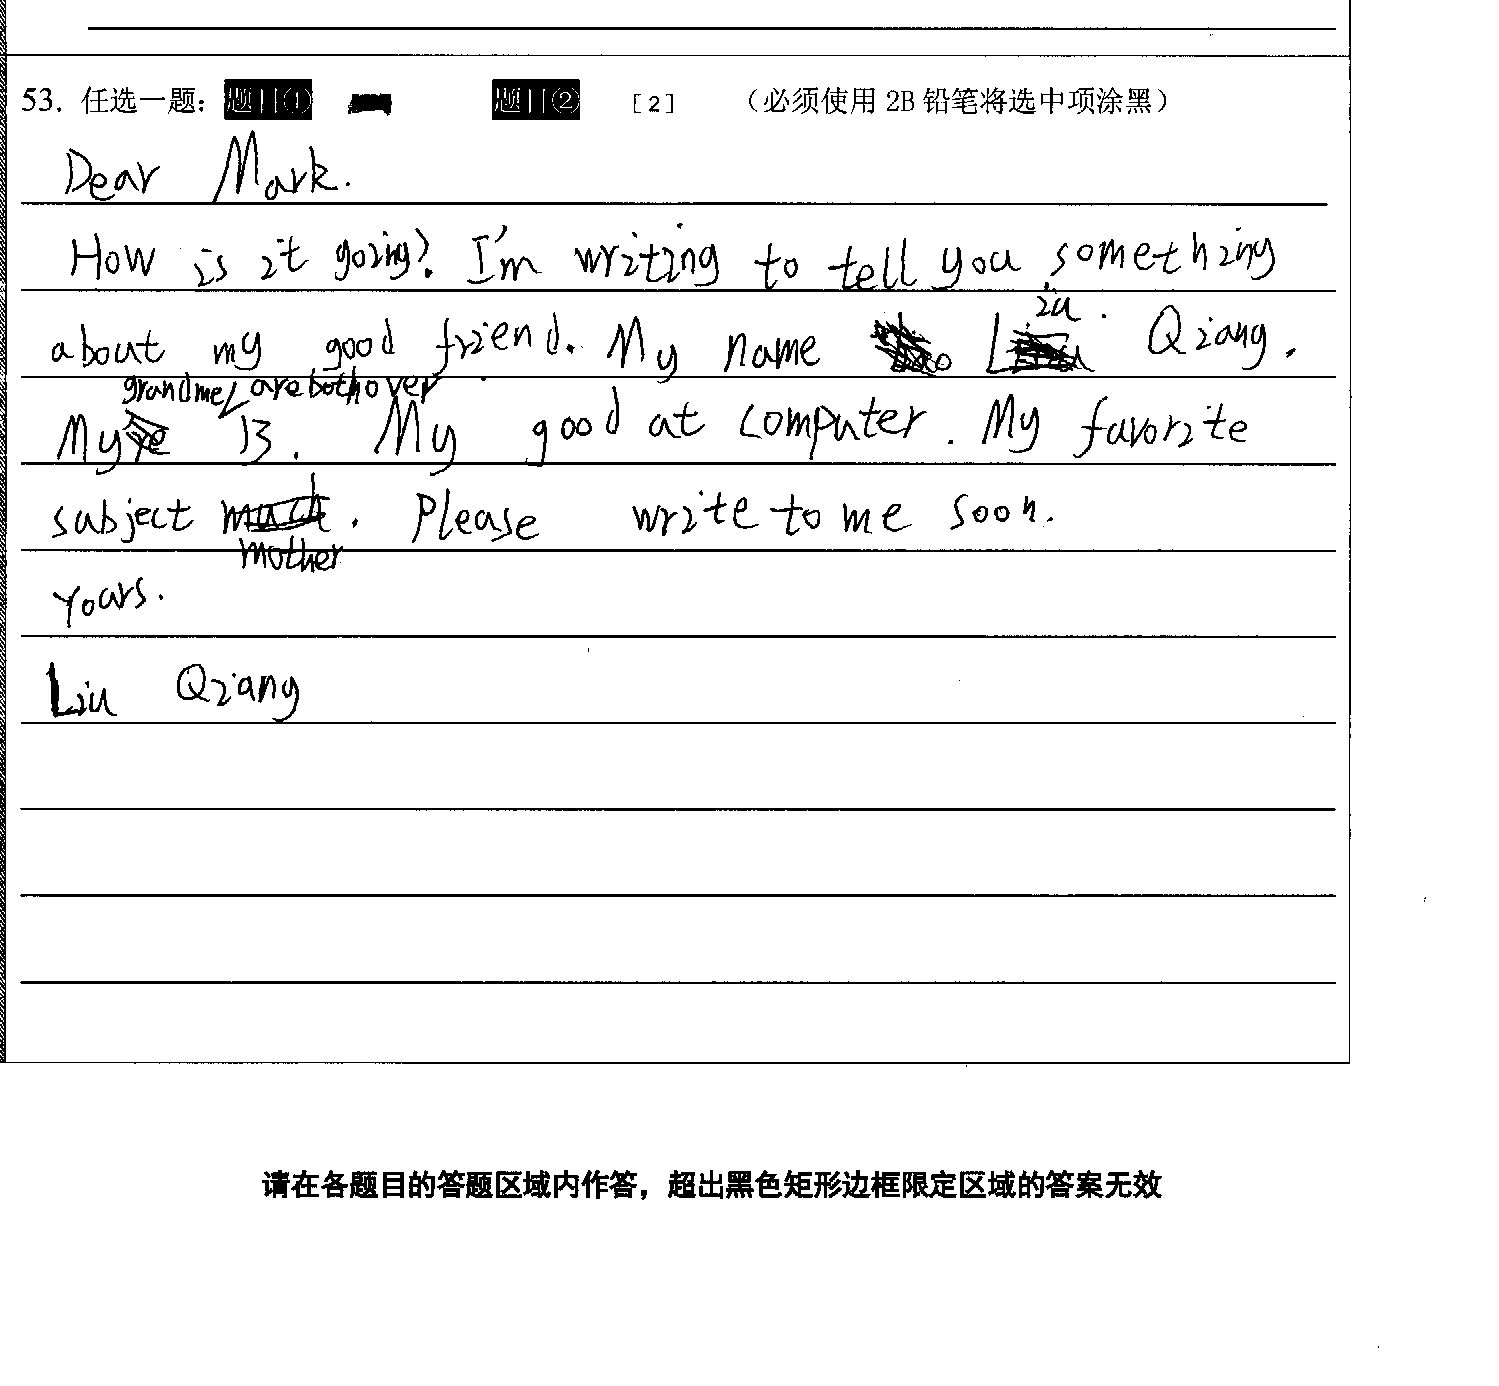 53. 任选一题： 题目① 题目② [2] （必须使用 2B 铅笔将选中项涂黑）
Dear Mark.
How is it going? I'm writing to tell you something
about my good friend. My name Liu Qiang.
My grandme are both over 13. My good at computer. My favorite
subject mother. Please write to me soon.
Yours.
Liu Qiang
请在各题目的答题区域内作答，超出黑色矩形边框限定区域的答案无效